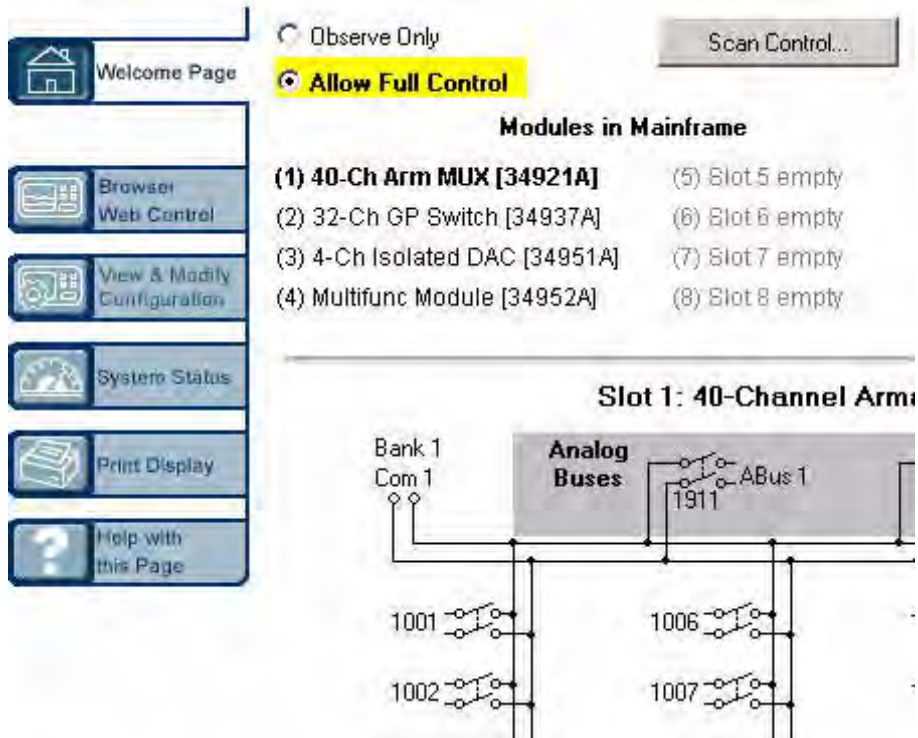 Welcome Page
Browser
Web Control
View & Modify
Configuration
System Status
Print Display
Help with
this Page
Observe Only
Allow Full Control
Scan Control...
Modules in Mainframe
(1) 40-Ch Arm MUX [34921A]
(2) 32-Ch GP Switch [34937A]
(3) 4-Ch Isolated DAC [34951A]
(4) Multifunc Module [34952A]
(5) Slot 5 empty
(6) Slot 6 empty
(7) Slot 7 empty
(8) Slot 8 empty
Slot 1: 40-Channel Arma
Bank 1
Com 1
Analog
Buses
ABus 1
1911
1001
1006
1002
1007